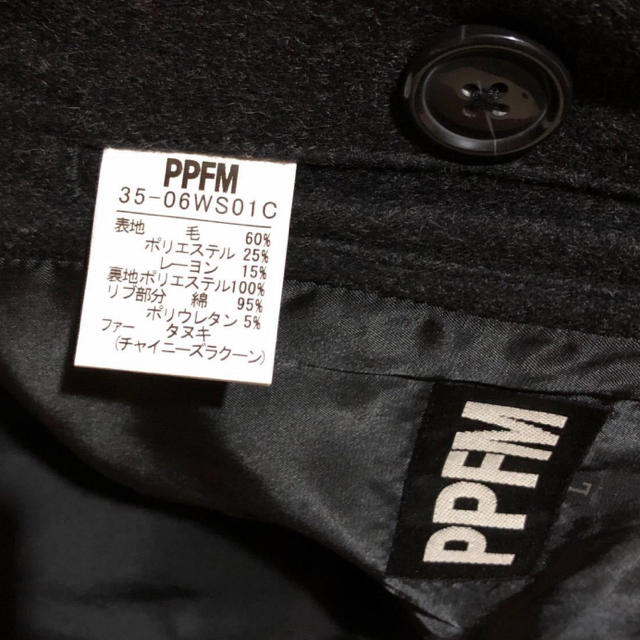 PPFM
35-06WS01C
表地 毛 60%
ポリエステル 25%
レーヨン 15%
裏地ポリエステル100%
リブ部分 綿 95%
ポリウレタン 5%
ファー タヌキ
(チャイニーズラクーン)
PPFM
L